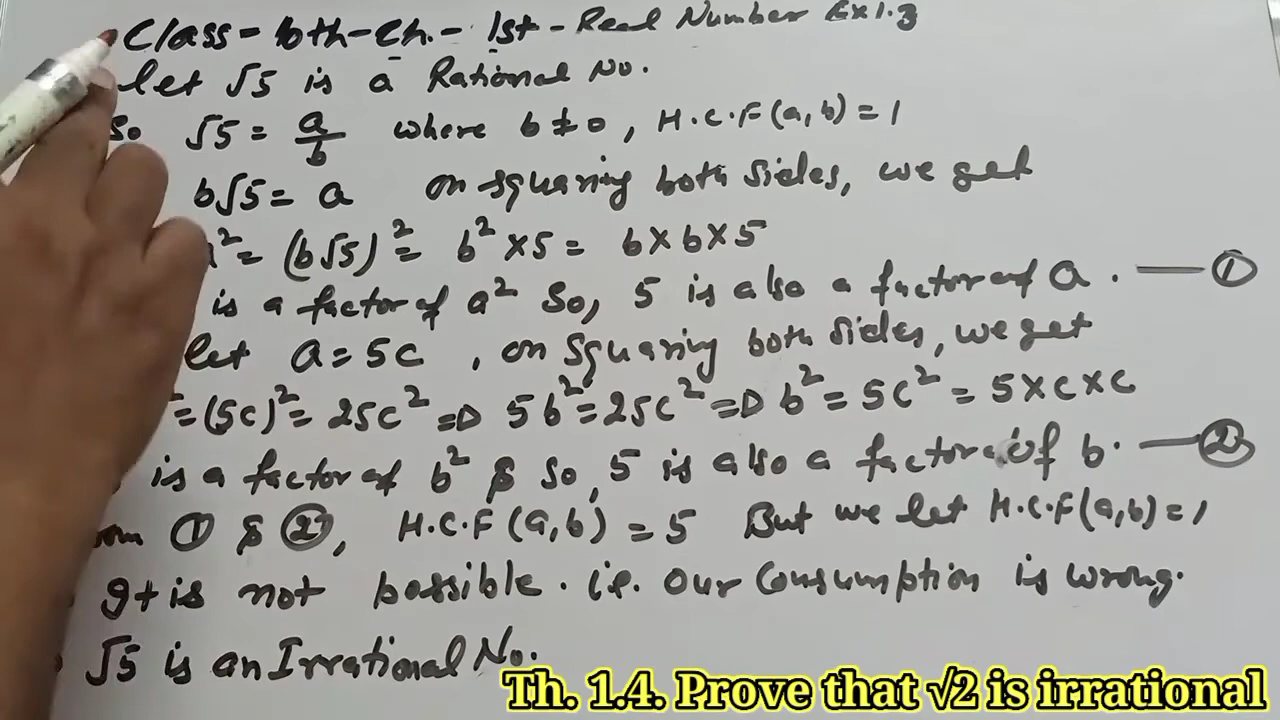 Class - 10th - Ch. - 1st - Real Number Ex 1.3
let √5 is a Rational No.
So √5 = a/b where b ≠ 0, H.C.F(a,b) = 1
b√5 = a on squaring both sides, we get
a² = (b√5)² = b² × 5 = b × b × 5
is a factor of a² So, 5 is also a factor of a. — ①
let a = 5c , on squaring both sides, we get
² = (5c)² = 25c² ⇒ 5b² = 25c² ⇒ b² = 5c² = 5 × c × c
is a factor of b² So, 5 is also a factor of b. — ②
① & ②, H.C.F(a,b) = 5 But we let H.C.F(a,b) = 1
It is not possible. i.e. our Consumption is wrong.
√5 is an Irrational No.
Th. 1.4. Prove that √2 is irrational